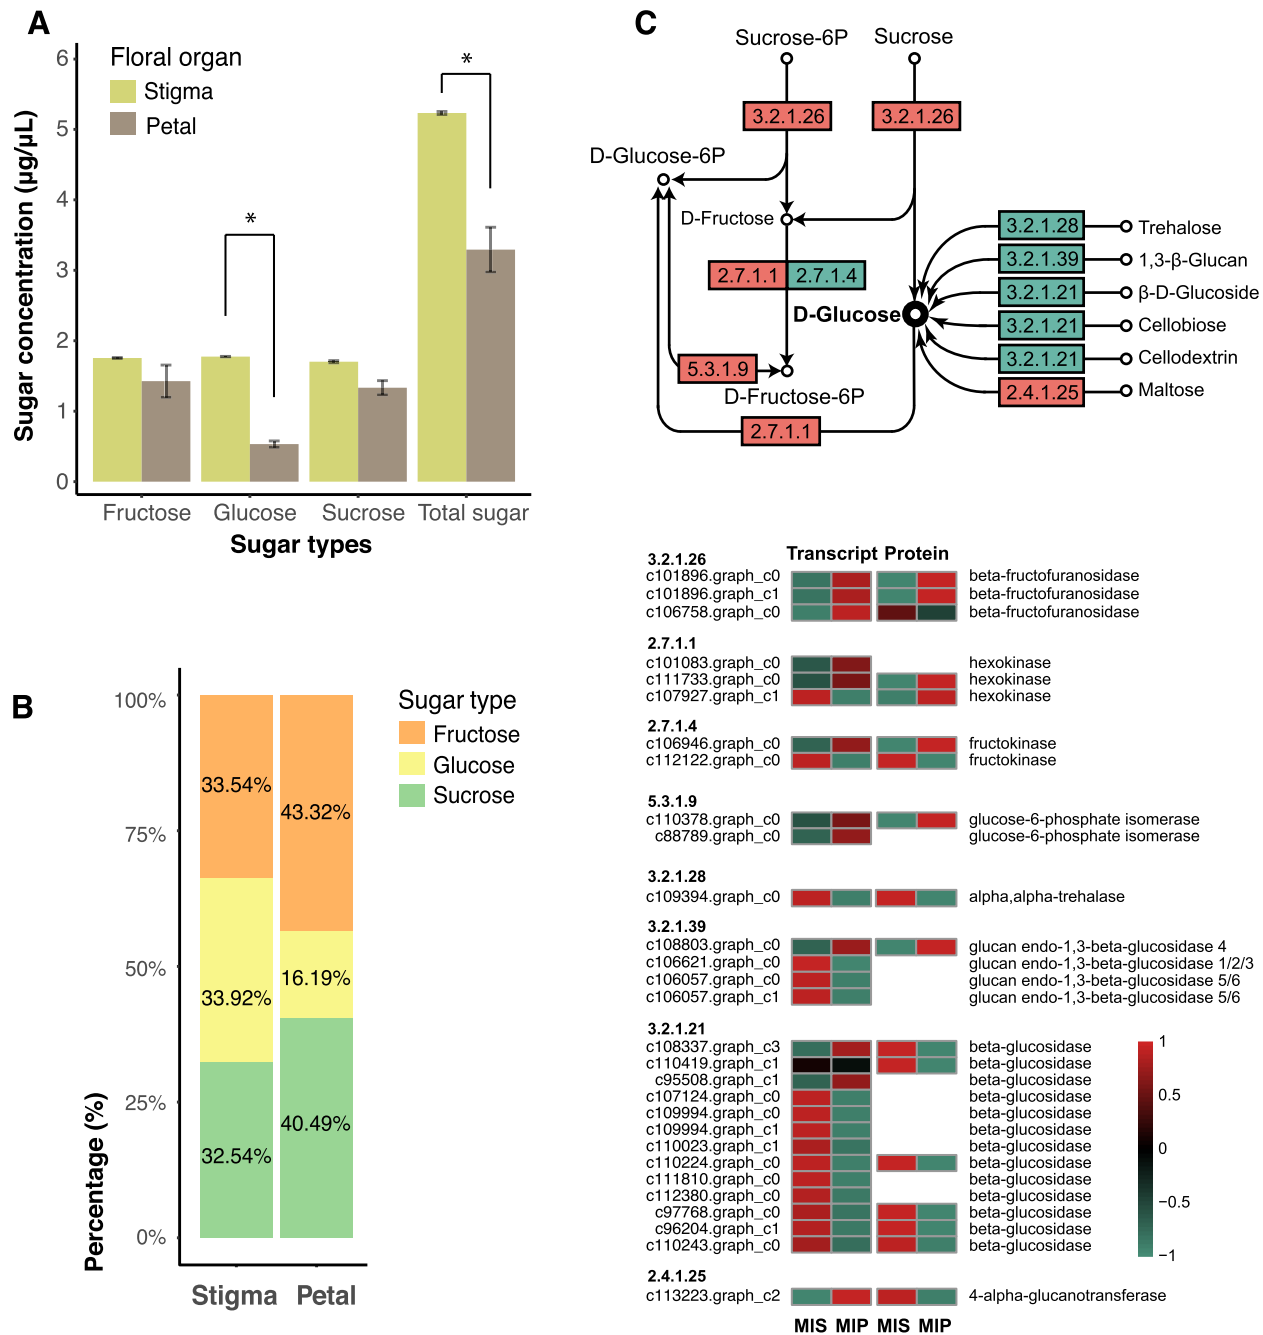 A
Floral organ
Stigma
Petal
Sugar concentration (µg/µL)
6
5
4
3
2
1
0
*
*
Fructose Glucose Sucrose Total sugar
Sugar types
B
Sugar type
Fructose
Glucose
Sucrose
Percentage (%)
100%
75%
50%
25%
0%
33.54%
33.92%
32.54%
43.32%
16.19%
40.49%
Stigma Petal
C
Sucrose-6P Sucrose
3.2.1.26 3.2.1.26
D-Glucose-6P
D-Fructose
2.7.1.1 2.7.1.4
D-Glucose
5.3.1.9
D-Fructose-6P
2.7.1.1
3.2.1.28 Trehalose
3.2.1.39 1,3-β-Glucan
3.2.1.21 β-D-Glucoside
3.2.1.21 Cellobiose
3.2.1.21 Cellodextrin
2.4.1.25 Maltose
Transcript Protein
3.2.1.26
c101896.graph_c0 beta-fructofuranosidase
c101896.graph_c1 beta-fructofuranosidase
c106758.graph_c0 beta-fructofuranosidase
2.7.1.1
c101083.graph_c0 hexokinase
c111733.graph_c0 hexokinase
c107927.graph_c1 hexokinase
2.7.1.4
c106946.graph_c0 fructokinase
c112122.graph_c0 fructokinase
5.3.1.9
c110378.graph_c0 glucose-6-phosphate isomerase
c88789.graph_c0 glucose-6-phosphate isomerase
3.2.1.28
c109394.graph_c0 alpha,alpha-trehalase
3.2.1.39
c108803.graph_c0 glucan endo-1,3-beta-glucosidase 4
c106621.graph_c0 glucan endo-1,3-beta-glucosidase 1/2/3
c106057.graph_c0 glucan endo-1,3-beta-glucosidase 5/6
c106057.graph_c1 glucan endo-1,3-beta-glucosidase 5/6
3.2.1.21
c108337.graph_c3 beta-glucosidase
c110419.graph_c1 beta-glucosidase
c95508.graph_c1 beta-glucosidase
c107124.graph_c0 beta-glucosidase
c109994.graph_c0 beta-glucosidase
c109994.graph_c1 beta-glucosidase
c110023.graph_c1 beta-glucosidase
c110224.graph_c0 beta-glucosidase
c111810.graph_c0 beta-glucosidase
c112380.graph_c0 beta-glucosidase
c97768.graph_c0 beta-glucosidase
c96204.graph_c1 beta-glucosidase
c110243.graph_c0 beta-glucosidase
2.4.1.25
c113223.graph_c2 4-alpha-glucanotransferase
MIS MIP MIS MIP
1
0.5
0
−0.5
−1